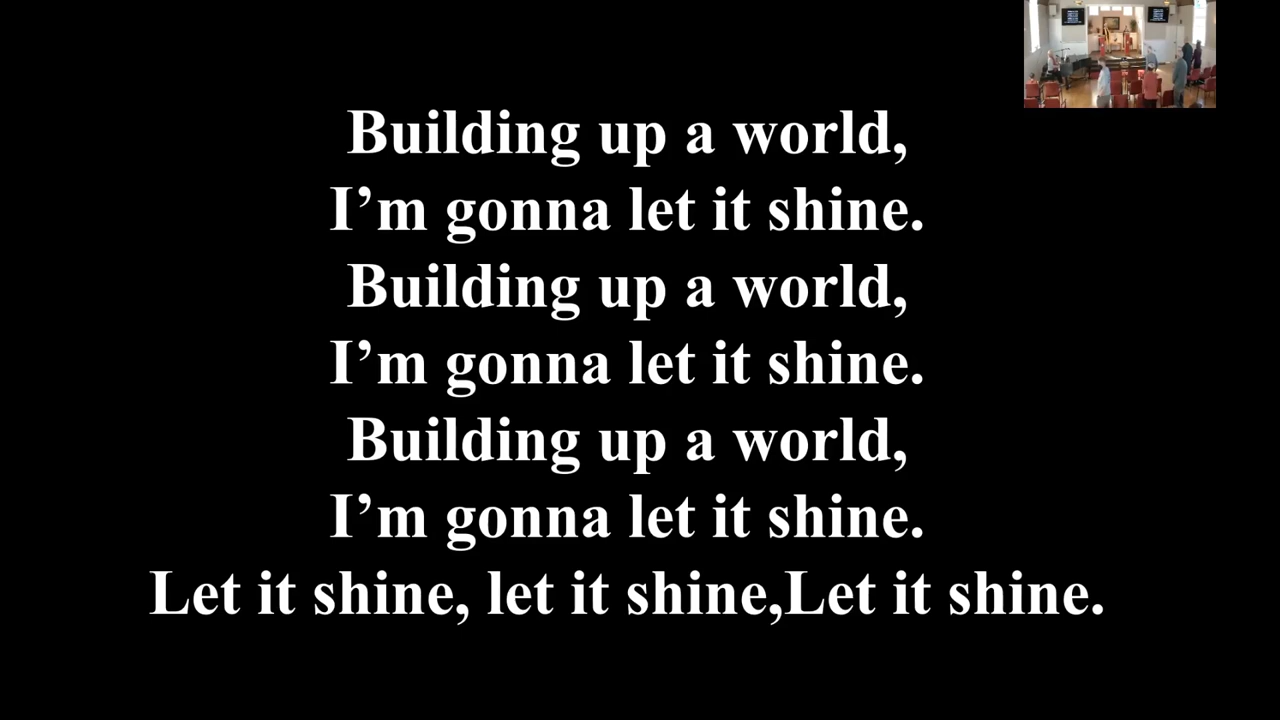 Building up a world,
I’m gonna let it shine.
Building up a world,
I’m gonna let it shine.
Building up a world,
I’m gonna let it shine.
Let it shine, let it shine,Let it shine.